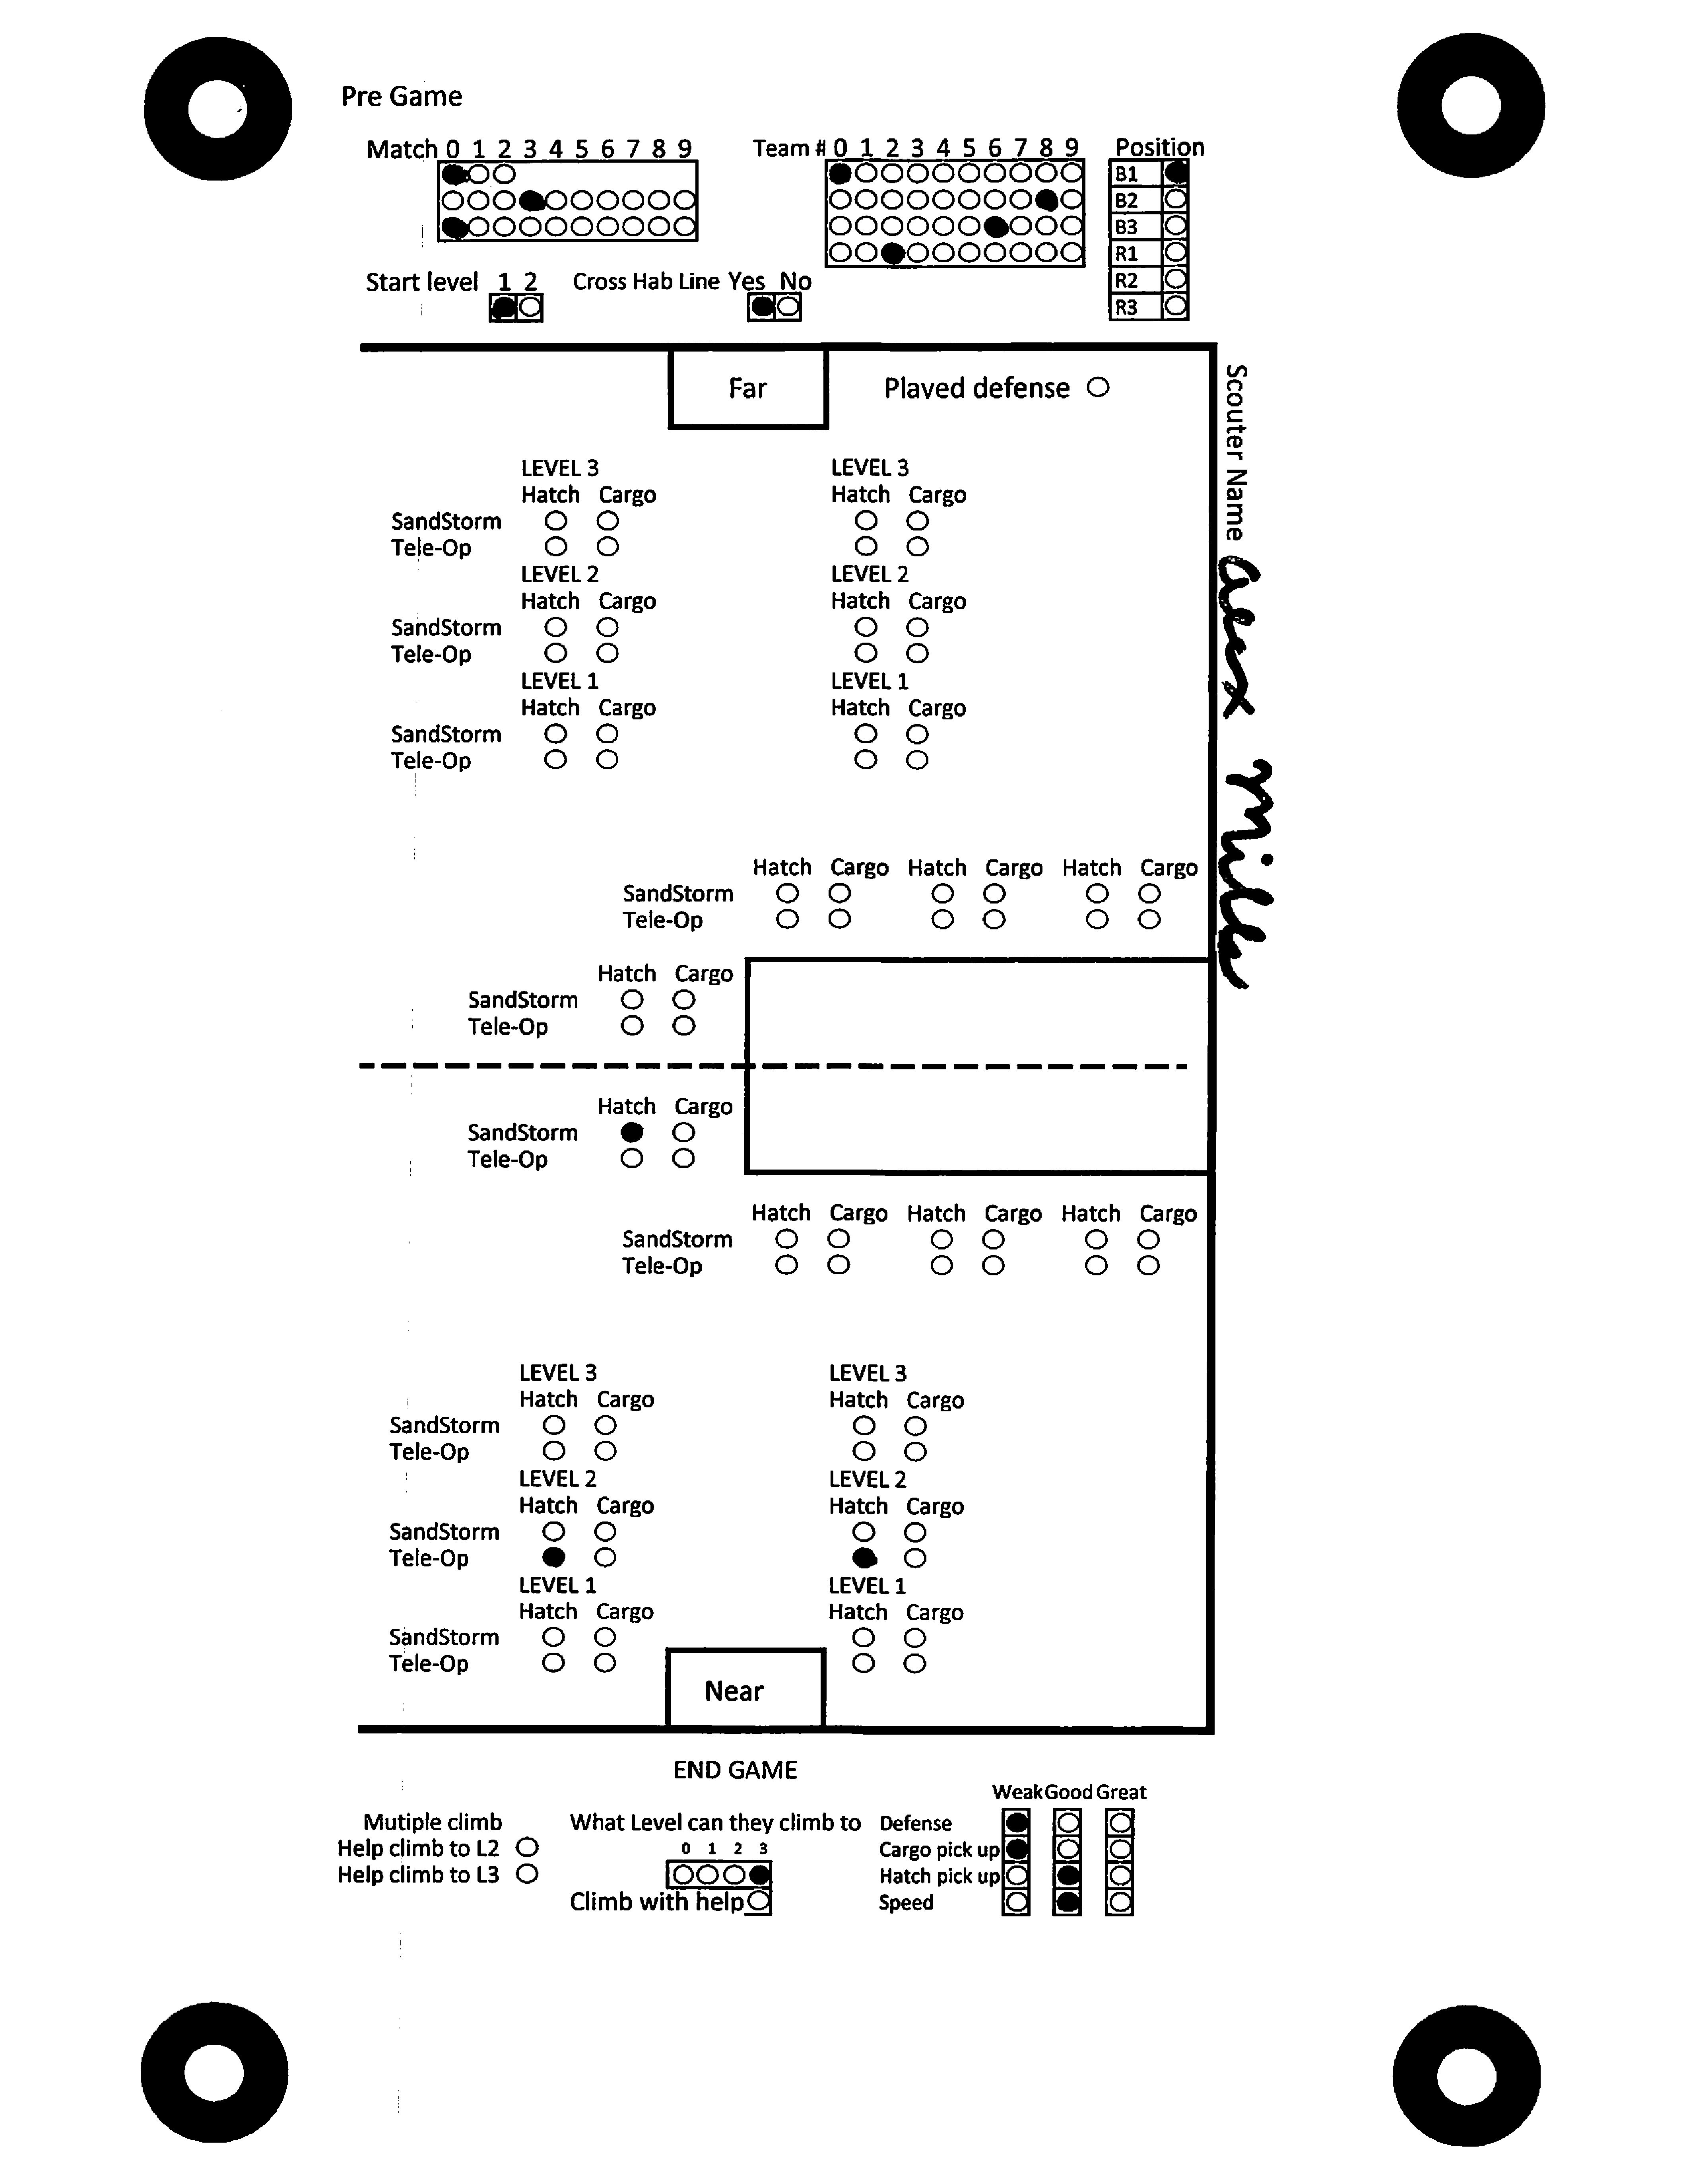 Pre Game
Match 0 1 2 3 4 5 6 7 8 9
Team # 0 1 2 3 4 5 6 7 8 9
Position
B1
B2
B3
R1
R2
R3
Start level 1 2
Cross Hab Line Yes No
Far
Plaved defense
Scouter Name Alex Mille
LEVEL 3 LEVEL 3
Hatch Cargo Hatch Cargo
SandStorm
Tele-Op
LEVEL 2 LEVEL 2
Hatch Cargo Hatch Cargo
SandStorm
Tele-Op
LEVEL 1 LEVEL 1
Hatch Cargo Hatch Cargo
SandStorm
Tele-Op
Hatch Cargo Hatch Cargo Hatch Cargo
SandStorm
Tele-Op
Hatch Cargo
SandStorm
Tele-Op
Hatch Cargo
SandStorm
Tele-Op
Hatch Cargo Hatch Cargo Hatch Cargo
SandStorm
Tele-Op
LEVEL 3 LEVEL 3
Hatch Cargo Hatch Cargo
SandStorm
Tele-Op
LEVEL 2 LEVEL 2
Hatch Cargo Hatch Cargo
SandStorm
Tele-Op
LEVEL 1 LEVEL 1
Hatch Cargo Hatch Cargo
SandStorm
Tele-Op
Near
END GAME
Mutiple climb
Help climb to L2
Help climb to L3
What Level can they climb to
0 1 2 3
Climb with help
Weak Good Great
Defense
Cargo pick up
Hatch pick up
Speed